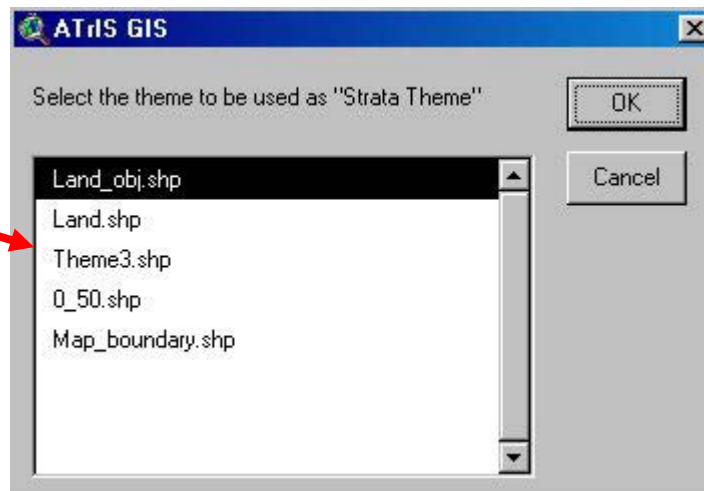 ATrIS GIS
Select the theme to be used as "Strata Theme"
OK
Cancel
Land_obj.shp
Land.shp
Theme3.shp
0_50.shp
Map_boundary.shp